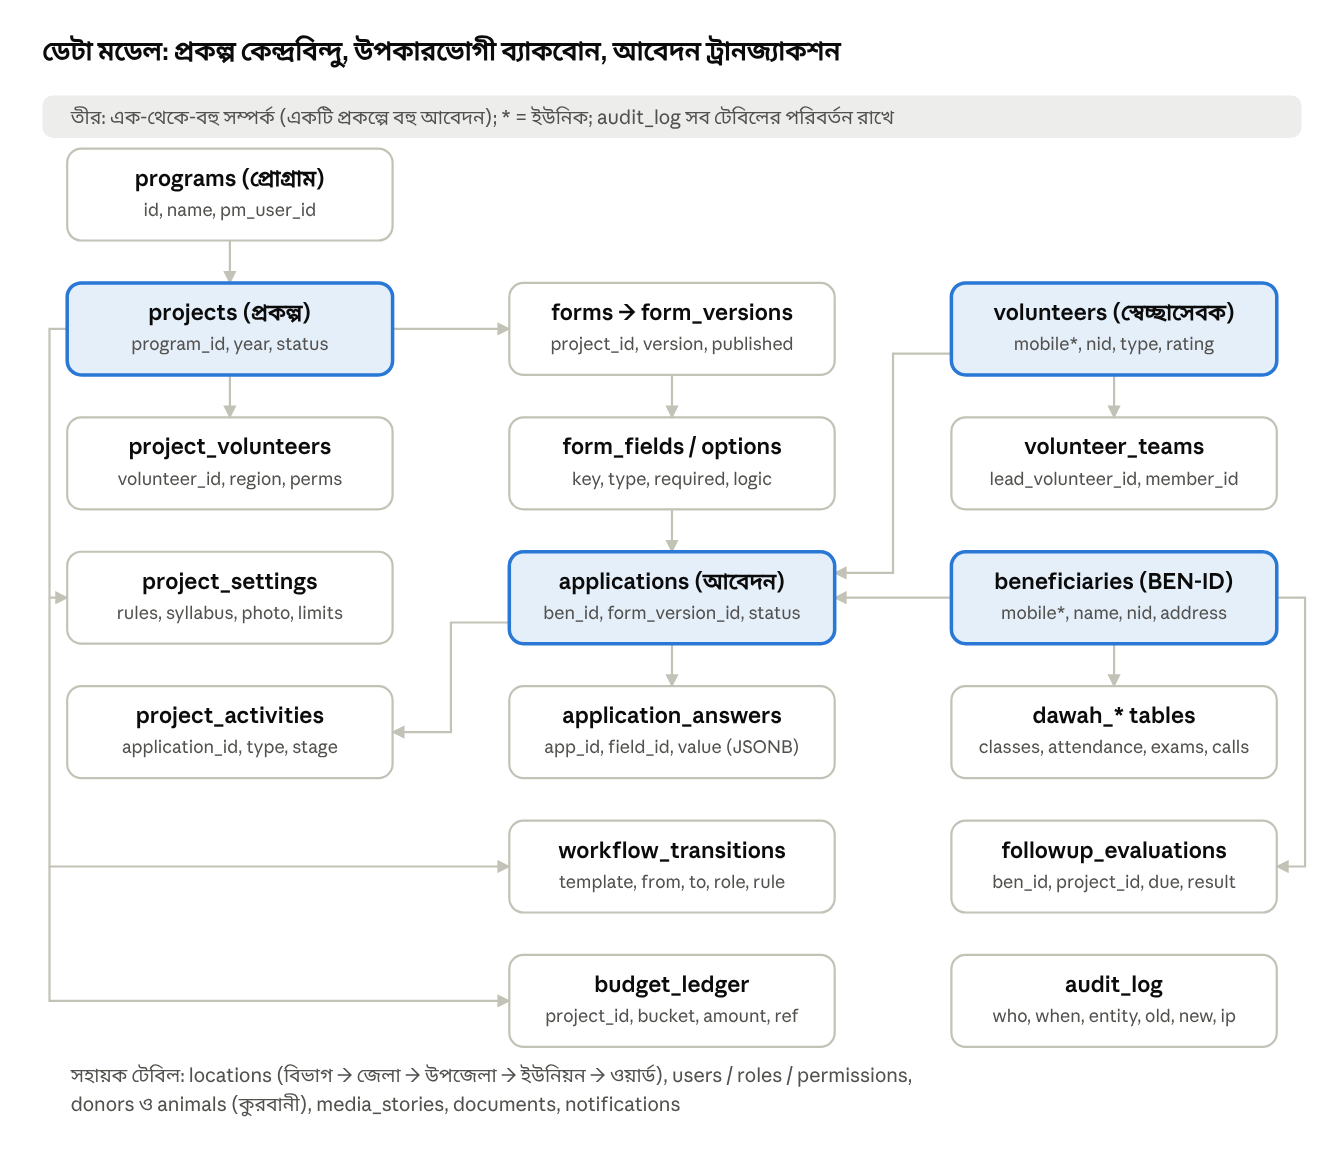 ডেটা মডেল: প্রকল্প কেন্দ্রবিন্দু, উপকারভোগী ব্যাকবোন, আবেদন ট্রানজ্যাকশন
তীর: এক-থেকে-বহু সম্পর্ক (একটি প্রকল্পে বহু আবেদন); * = ইউনিক; audit_log সব টেবিলের পরিবর্তন রাখে
programs (প্রোগ্রাম)
id, name, pm_user_id
projects (প্রকল্প)
program_id, year, status
forms → form_versions
project_id, version, published
volunteers (স্বেচ্ছাসেবক)
mobile*, nid, type, rating
project_volunteers
volunteer_id, region, perms
form_fields / options
key, type, required, logic
volunteer_teams
lead_volunteer_id, member_id
project_settings
rules, syllabus, photo, limits
applications (আবেদন)
ben_id, form_version_id, status
beneficiaries (BEN-ID)
mobile*, name, nid, address
project_activities
application_id, type, stage
application_answers
app_id, field_id, value (JSONB)
dawah_* tables
classes, attendance, exams, calls
workflow_transitions
template, from, to, role, rule
followup_evaluations
ben_id, project_id, due, result
budget_ledger
project_id, bucket, amount, ref
audit_log
who, when, entity, old, new, ip
সহায়ক টেবিল: locations (বিভাগ → জেলা → উপজেলা → ইউনিয়ন → ওয়ার্ড), users / roles / permissions,
donors ও animals (কুরবানী), media_stories, documents, notifications